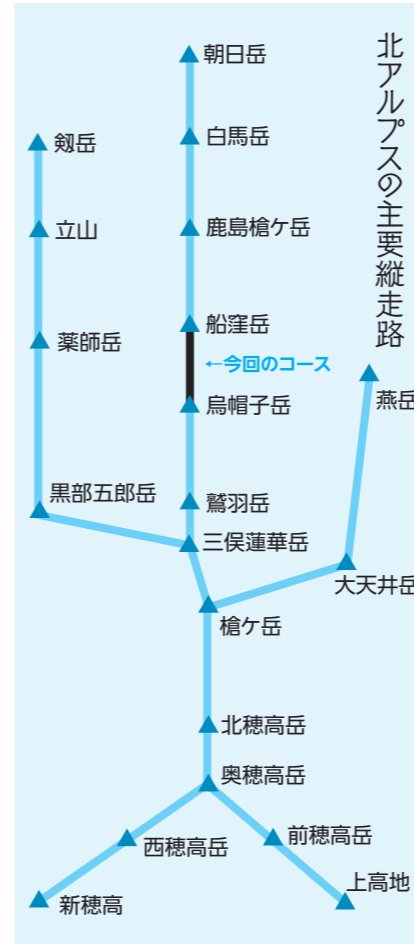 北アルプスの主要縦走路
朝日岳
白馬岳
剱岳
鹿島槍ケ岳
立山
船窪岳
薬師岳
←今回のコース
烏帽子岳
燕岳
黒部五郎岳
鷲羽岳
三俣蓮華岳
大天井岳
槍ケ岳
北穂高岳
奥穂高岳
西穂高岳
前穂高岳
新穂高
上高地